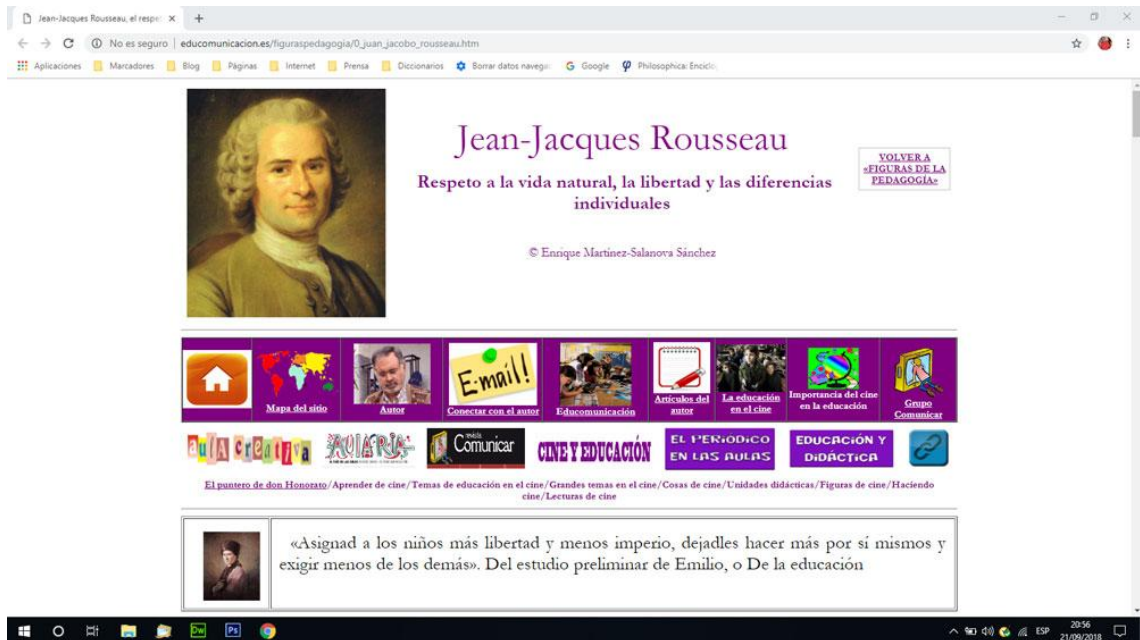 Jean-Jacques Rousseau, el respe
No es seguro | educomunicacion.es/figuraspedagogia/0_juan_jacobo_rousseau.htm
Aplicaciones Marcadores Blog Páginas Internet Prensa Diccionarios Borrar datos navega Google Philosophica: Enciclo
Jean-Jacques Rousseau
Respeto a la vida natural, la libertad y las diferencias
individuales
© Enrique Martínez-Salanova Sánchez
VOLVER A
«FIGURAS DE LA
PEDAGOGÍA»
E-mail!
Mapa del sitio
Autor
Conectar con el autor
Educomunicación
Artículos del
autor
La educación
en el cine
Importancia del cine
en la educación
Grupo
Comunicar
aulA creativa
revista
Comunicar
CINE Y EDUCACIÓN
EL PERIÓDICO
EN LAS AULAS
EDUCACIÓN Y
DIDÁCTICA
El puntero de don Honorato/Aprender de cine/Temas de educación en el cine/Grandes temas en el cine/Cosas de cine/Unidades didácticas/Figuras de cine/Haciendo
cine/Lecturas de cine
«Asignad a los niños más libertad y menos imperio, dejadles hacer más por sí mismos y
exigir menos de los demás». Del estudio preliminar de Emilio, o De la educación
Dw Ps
ESP
20:56
21/09/2018